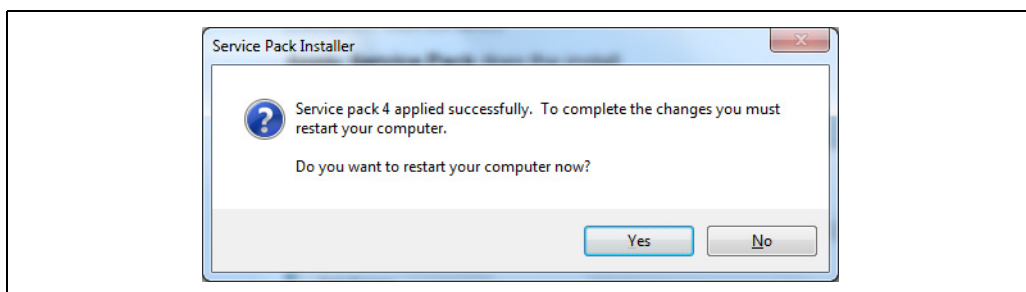 Service Pack Installer
Service pack 4 applied successfully.  To complete the changes you must
restart your computer.
Do you want to restart your computer now?
Yes
No